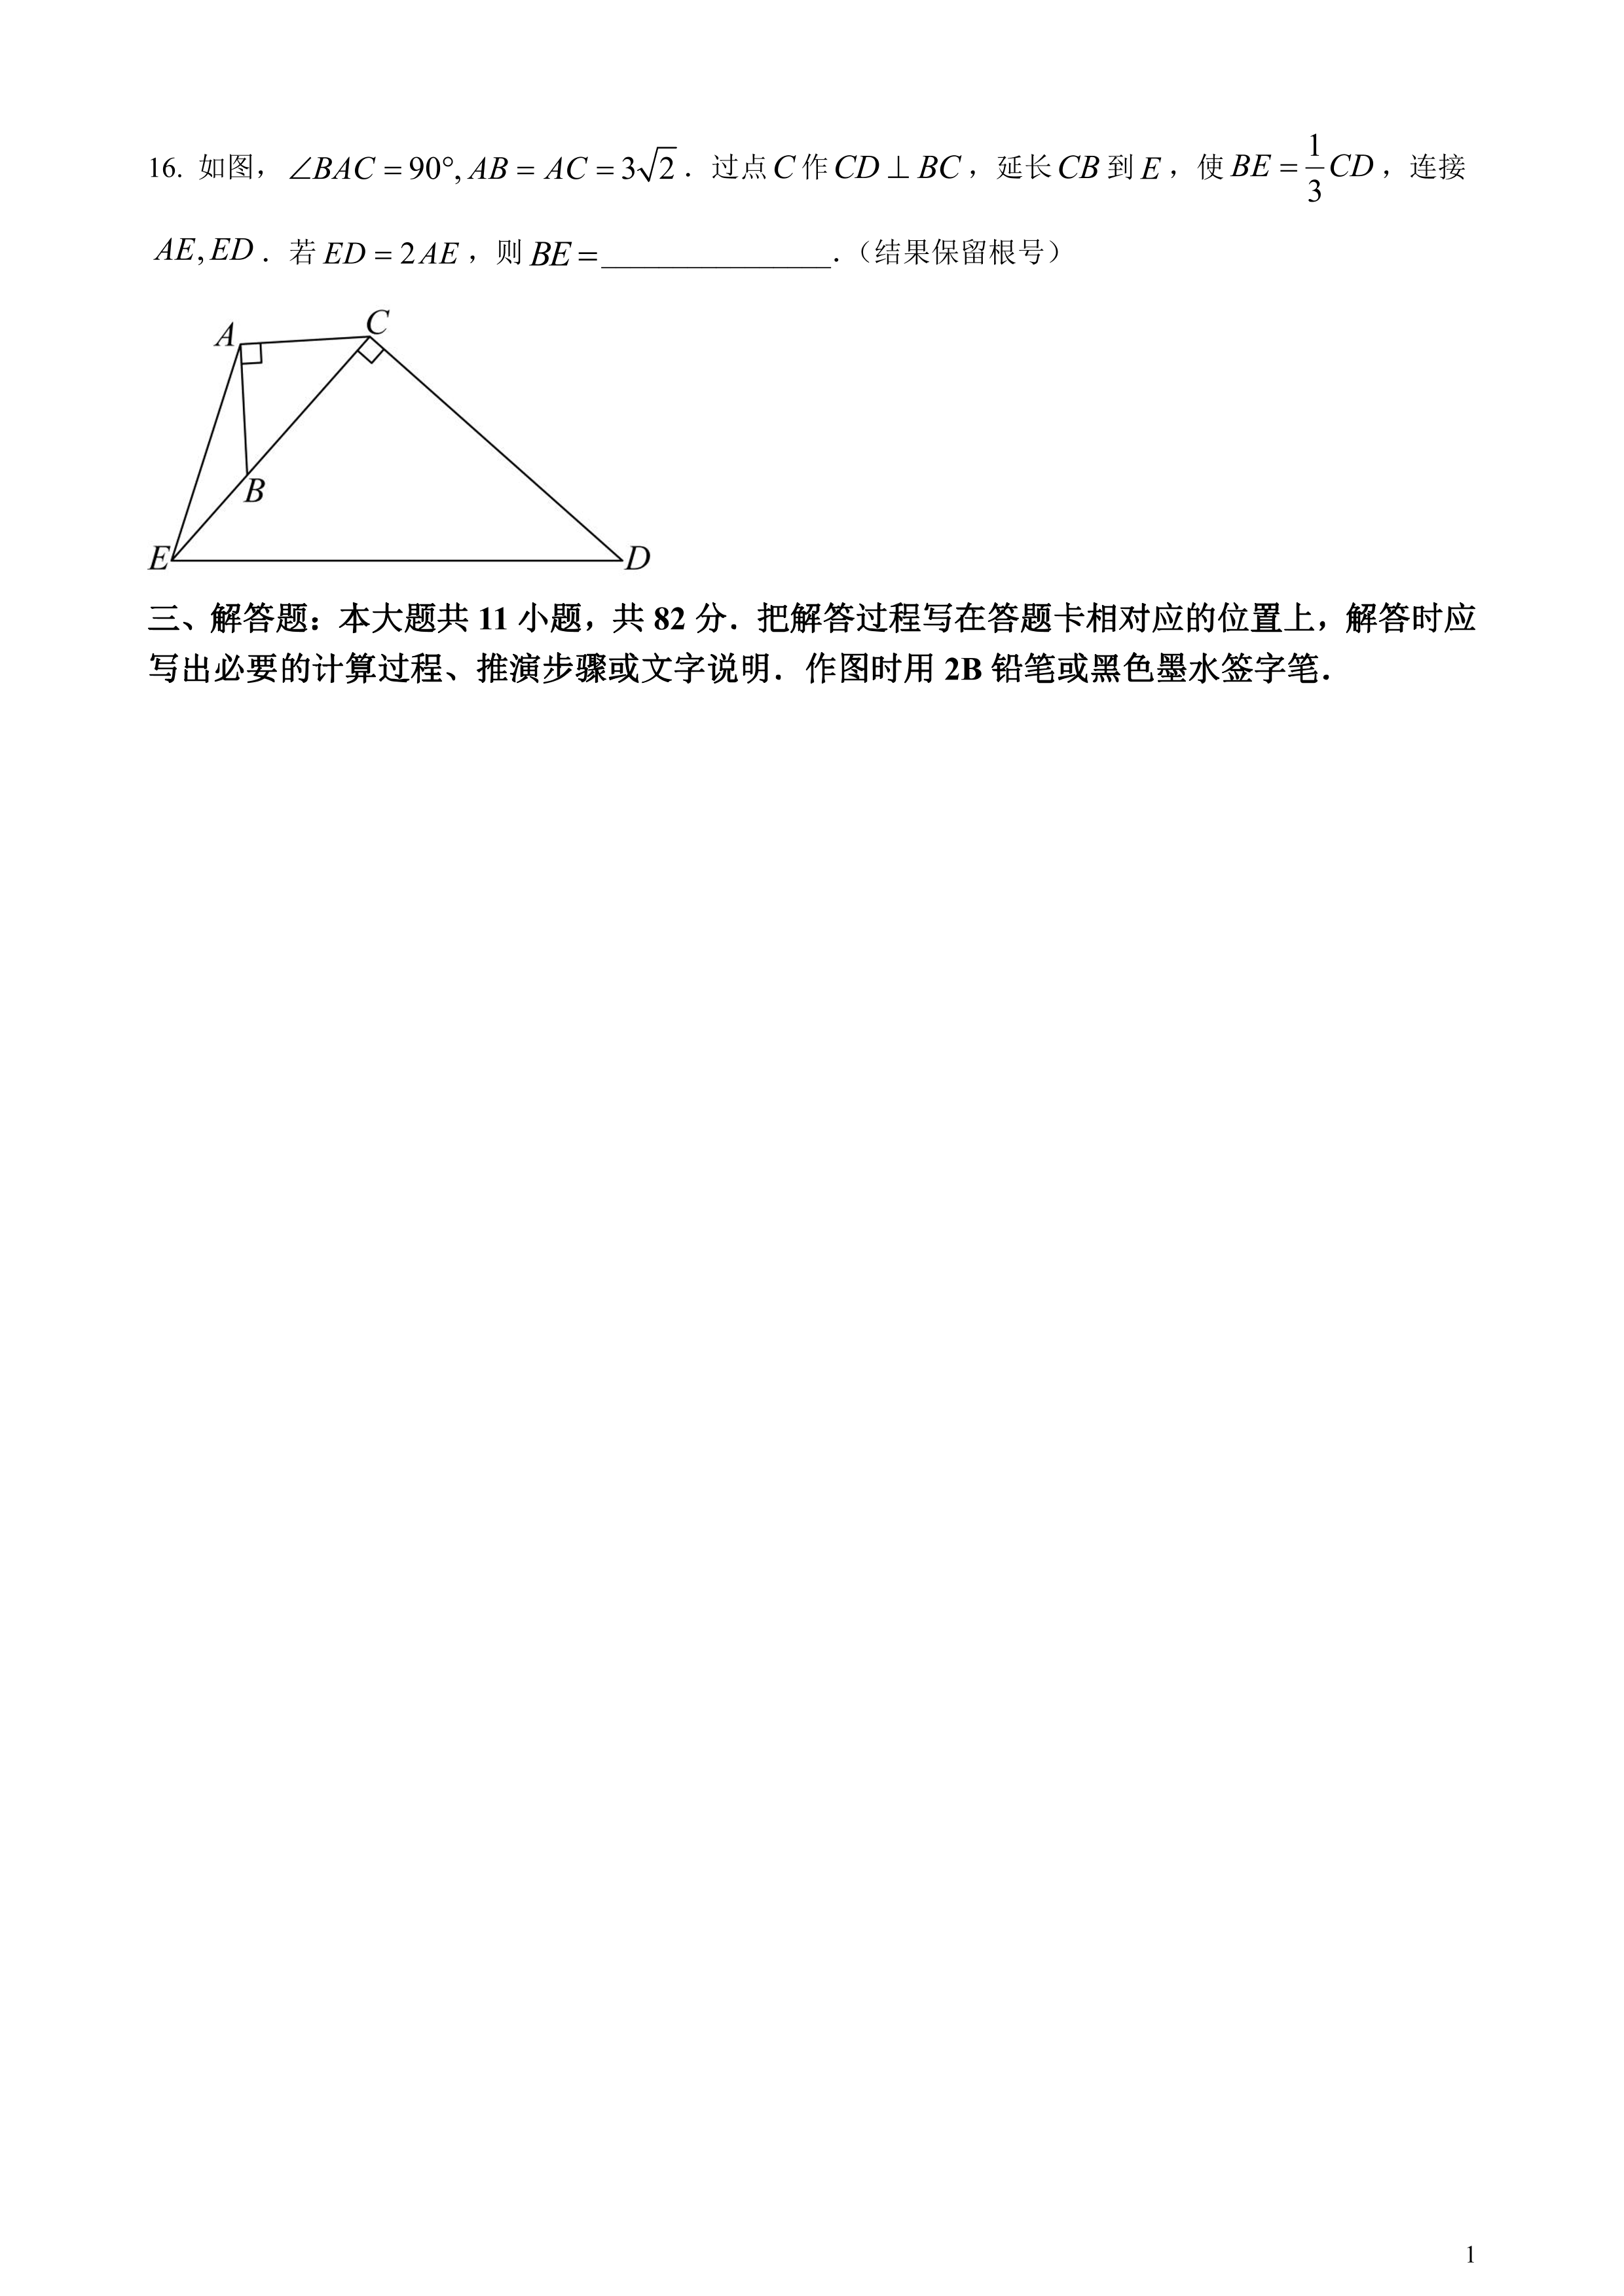 16. 如图，∠BAC = 90°, AB = AC = 3√2．过点 C 作 CD ⊥ BC，延长 CB 到 E，使 BE = 1/3 CD，连接
AE, ED．若 ED = 2AE，则 BE = ________________．（结果保留根号）
A
C
B
E
D
三、解答题：本大题共 11 小题，共 82 分．把解答过程写在答题卡相对应的位置上，解答时应
写出必要的计算过程、推演步骤或文字说明．作图时用 2B 铅笔或黑色墨水签字笔．
1